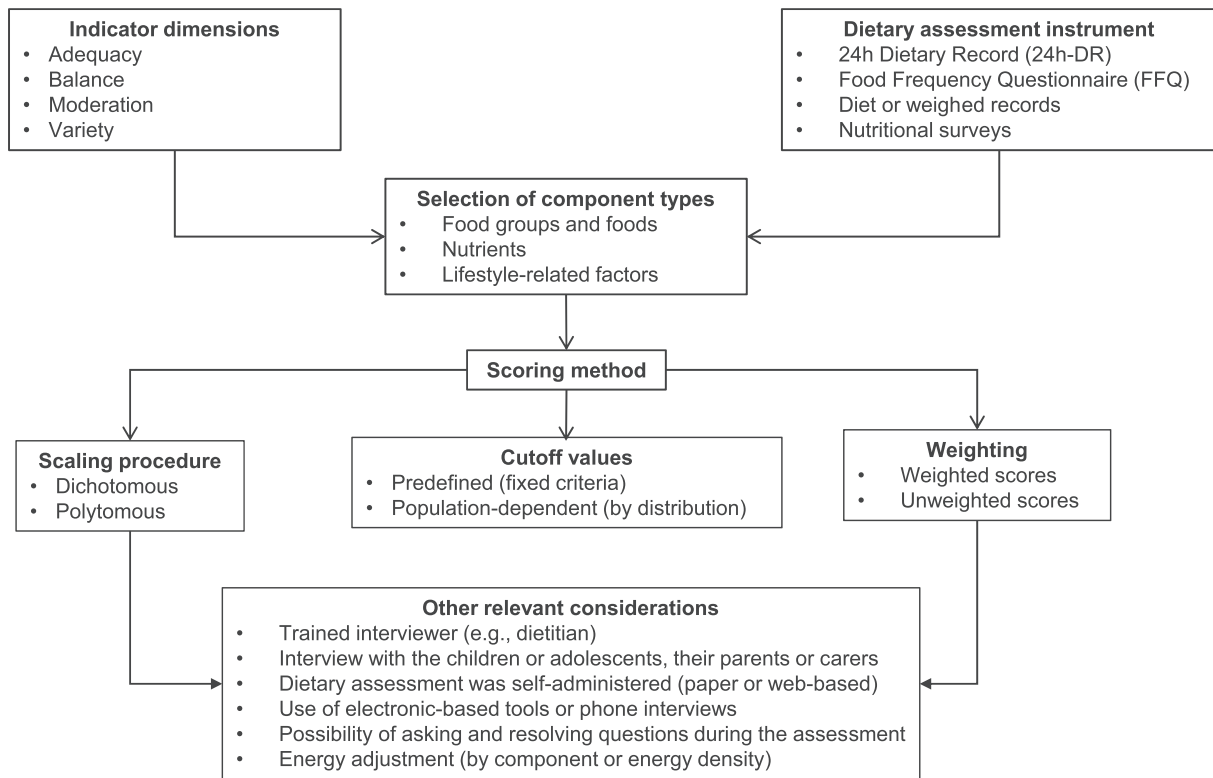 Indicator dimensions
• Adequacy
• Balance
• Moderation
• Variety
Dietary assessment instrument
• 24h Dietary Record (24h-DR)
• Food Frequency Questionnaire (FFQ)
• Diet or weighed records
• Nutritional surveys
Selection of component types
• Food groups and foods
• Nutrients
• Lifestyle-related factors
Scoring method
Scaling procedure
• Dichotomous
• Polytomous
Cutoff values
• Predefined (fixed criteria)
• Population-dependent (by distribution)
Weighting
• Weighted scores
• Unweighted scores
Other relevant considerations
• Trained interviewer (e.g., dietitian)
• Interview with the children or adolescents, their parents or carers
• Dietary assessment was self-administered (paper or web-based)
• Use of electronic-based tools or phone interviews
• Possibility of asking and resolving questions during the assessment
• Energy adjustment (by component or energy density)